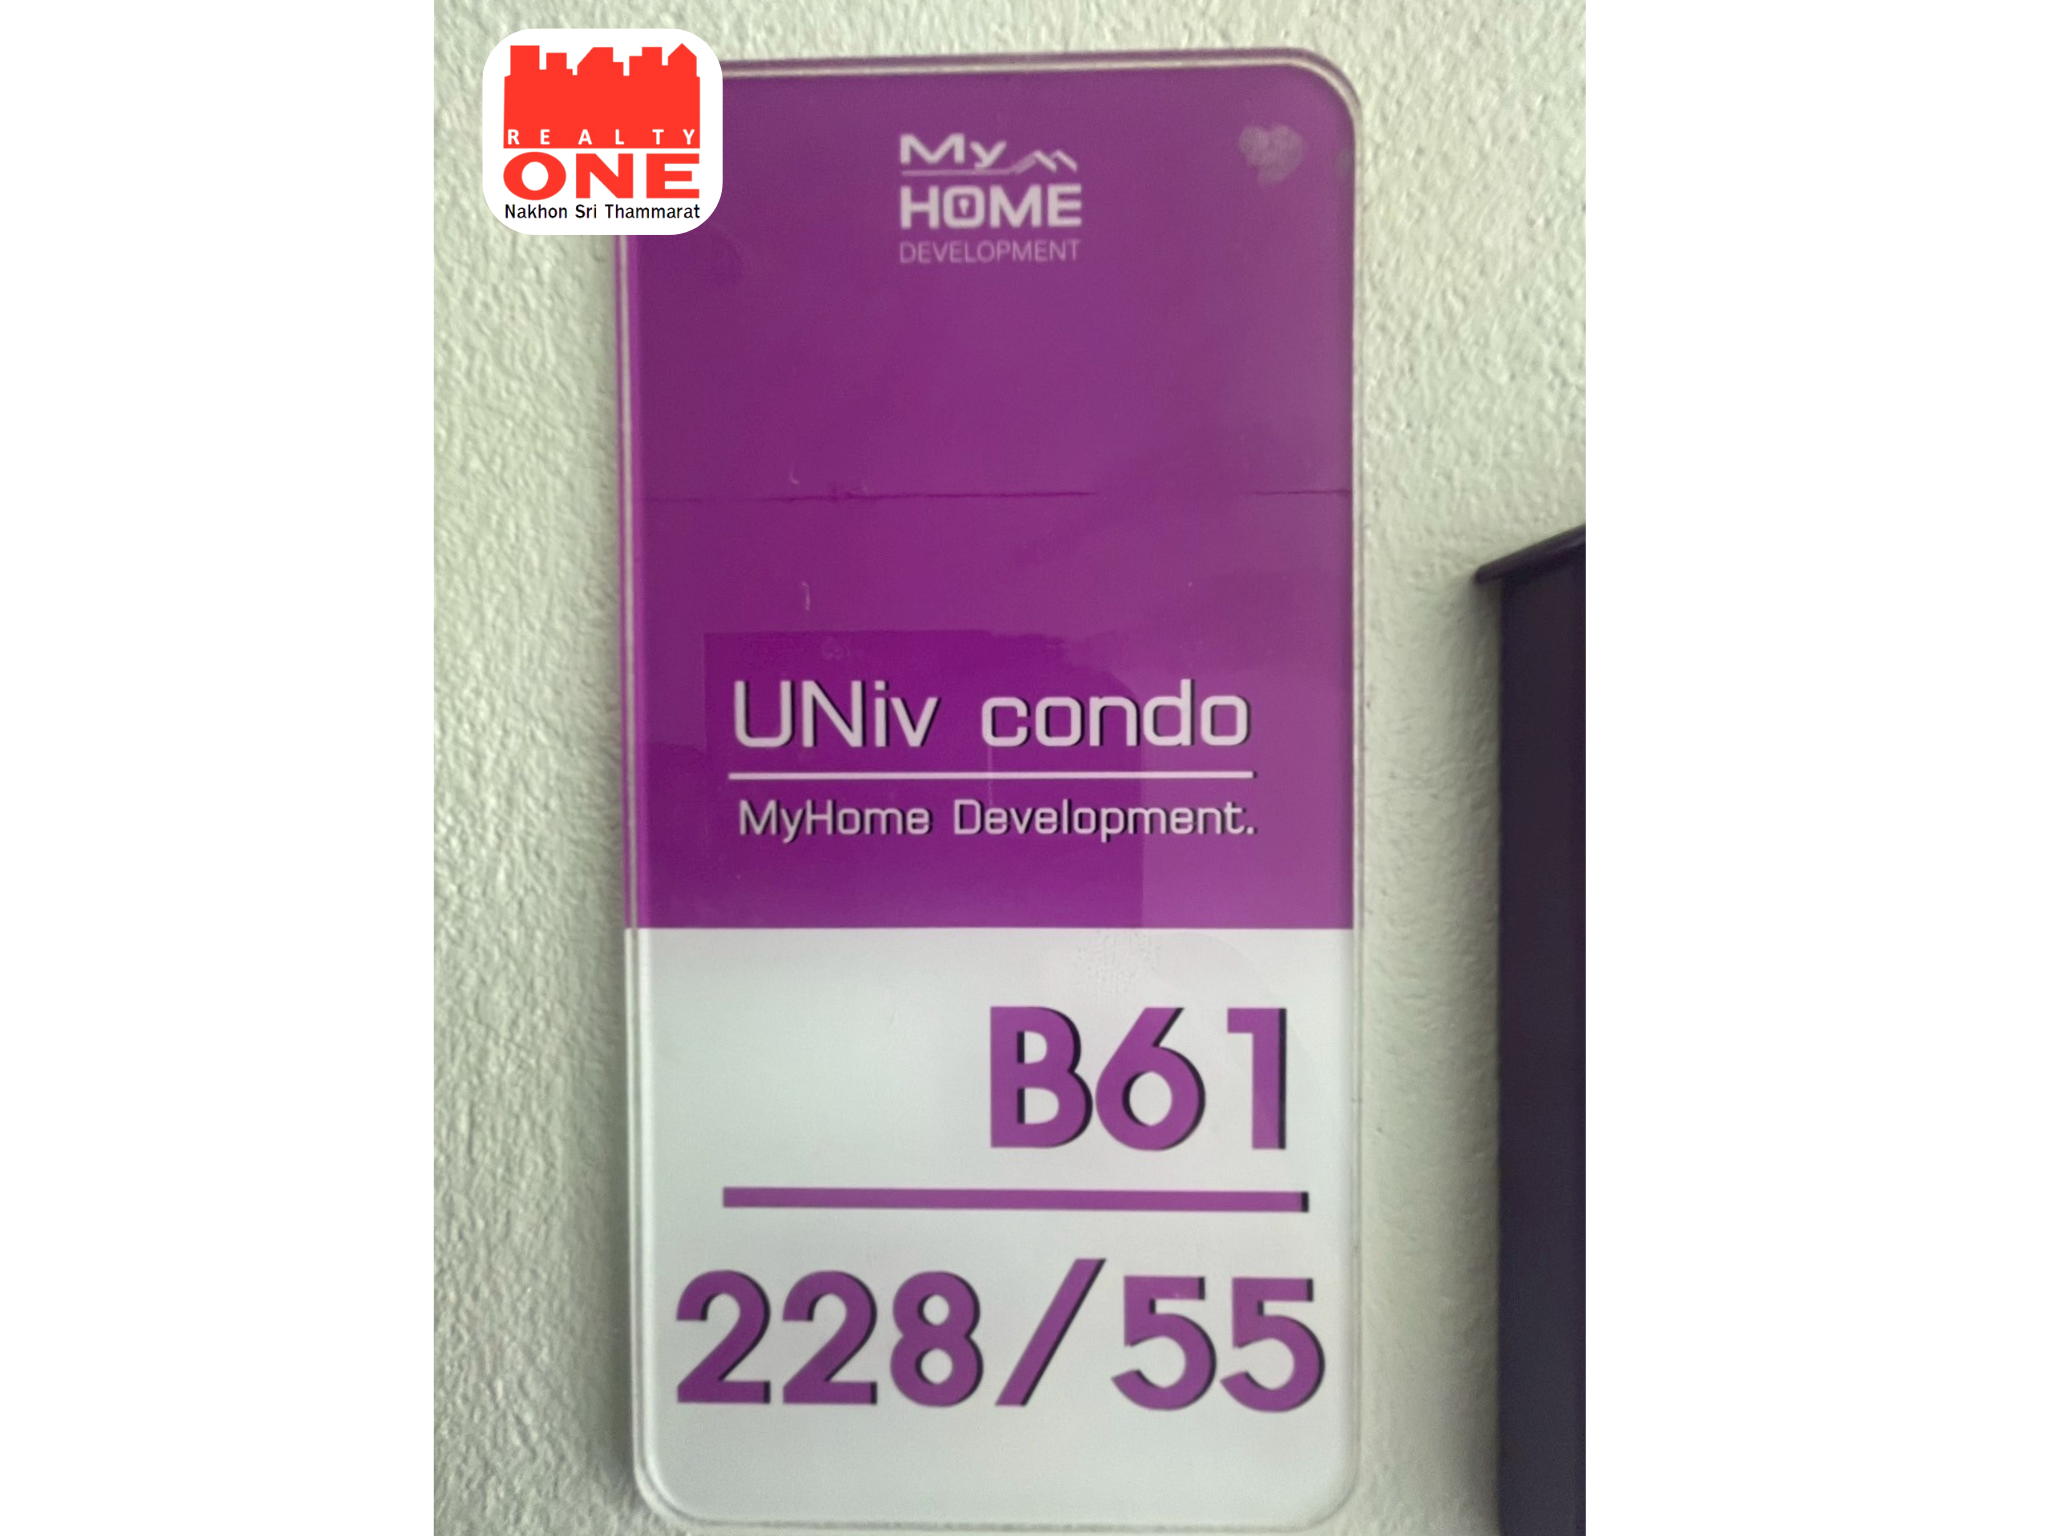 REALTY
ONE
Nakhon Sri Thammarat
My
HOME
DEVELOPMENT
UNiv condo
MyHome Development.
B61
228/55